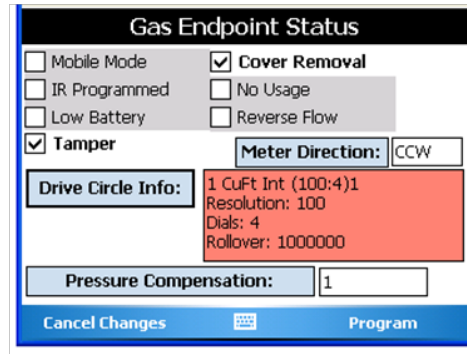 Gas Endpoint Status
Mobile Mode
Cover Removal
IR Programmed
No Usage
Low Battery
Reverse Flow
Tamper
Meter Direction: CCW
Drive Circle Info:
1 CuFt Int (100:4)1
Resolution: 100
Dials: 4
Rollover: 1000000
Pressure Compensation: 1
Cancel Changes
Program